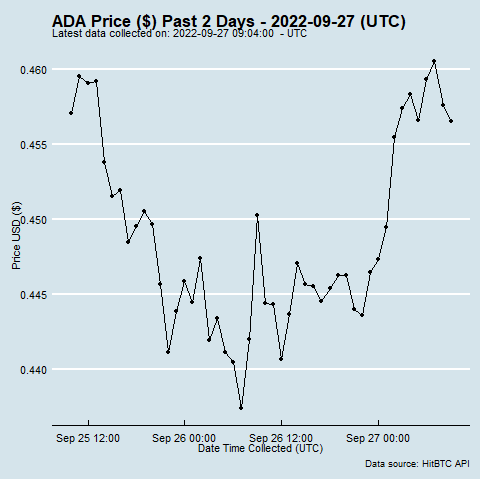 ADA Price ($) Past 2 Days - 2022-09-27 (UTC)
Latest data collected on: 2022-09-27 09:04:00 - UTC
0.460
0.455
0.450
0.445
0.440
Price USD ($)
Sep 25 12:00 Sep 26 00:00 Sep 26 12:00 Sep 27 00:00
Date Time Collected (UTC)
Data source: HitBTC API